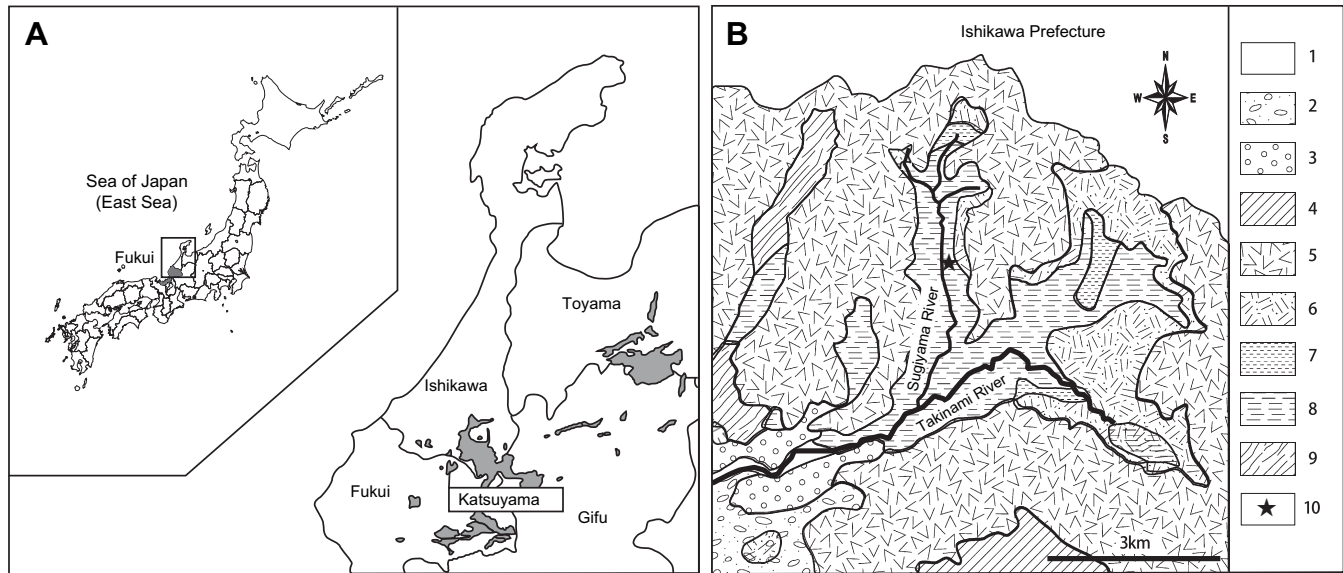 A
Sea of Japan
(East Sea)
Fukui
Toyama
Ishikawa
Fukui
Katsuyama
Gifu
B
Ishikawa Prefecture
N
W
E
S
Sugiyama River
Takinami River
3km
1
2
3
4
5
6
7
8
9
10